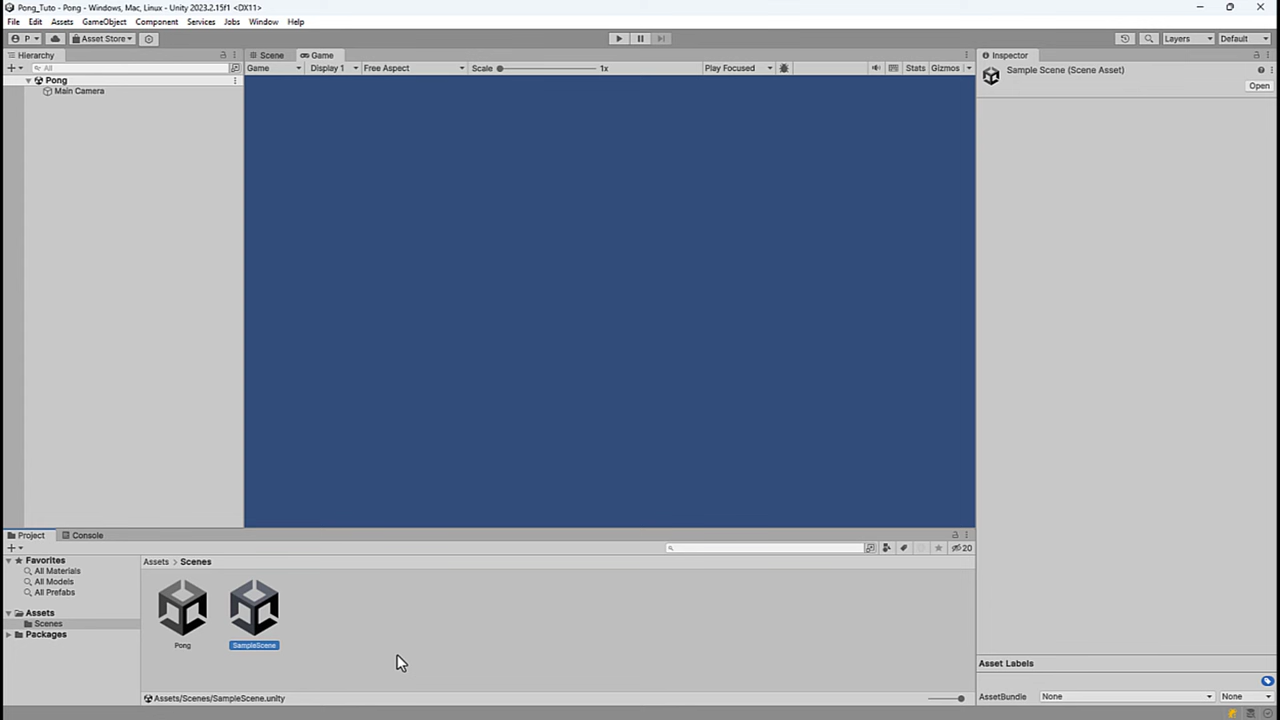 Pong_Tuto - Pong - Windows, Mac, Linux - Unity 2023.2.15f1 <DX11>
File Edit Assets GameObject Component Services Jobs Window Help
P Asset Store Layers Default
Hierarchy Scene Game Inspector
All Game Display 1 Free Aspect Scale 1x Play Focused Stats Gizmos Sample Scene (Scene Asset)
Pong Open
Main Camera
Project Console
20
Favorites Assets > Scenes
All Materials
All Models
All Prefabs
Assets
Scenes
Packages
Pong SampleScene
Asset Labels
Assets/Scenes/SampleScene.unity AssetBundle None None